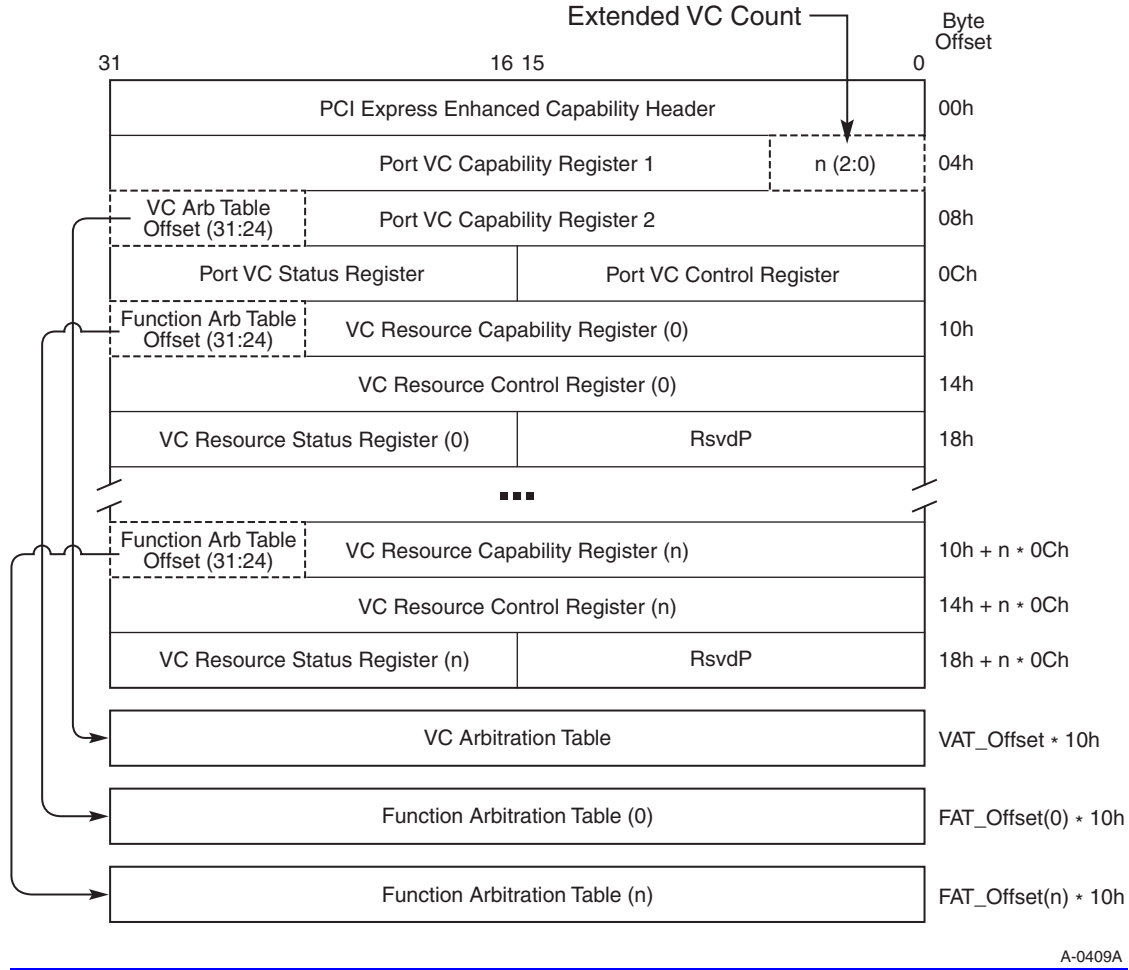 Extended VC Count
Byte
Offset
31 16 15 0
PCI Express Enhanced Capability Header 00h
Port VC Capability Register 1 n (2:0) 04h
VC Arb Table
Offset (31:24) Port VC Capability Register 2 08h
Port VC Status Register Port VC Control Register 0Ch
Function Arb Table
Offset (31:24) VC Resource Capability Register (0) 10h
VC Resource Control Register (0) 14h
VC Resource Status Register (0) RsvdP 18h
Function Arb Table
Offset (31:24) VC Resource Capability Register (n) 10h + n * 0Ch
VC Resource Control Register (n) 14h + n * 0Ch
VC Resource Status Register (n) RsvdP 18h + n * 0Ch
VC Arbitration Table VAT_Offset * 10h
Function Arbitration Table (0) FAT_Offset(0) * 10h
Function Arbitration Table (n) FAT_Offset(n) * 10h
A-0409A